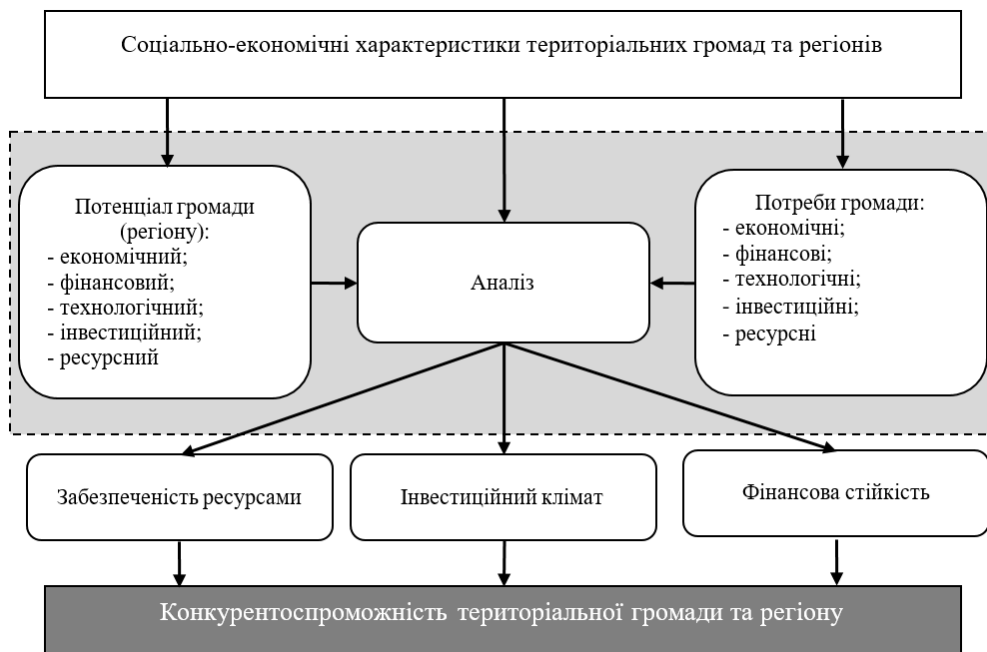 Соціально-економічні характеристики територіальних громад та регіонів
Потенціал громади
(регіону):
- економічний;
- фінансовий;
- технологічний;
- інвестиційний;
- ресурсний
Аналіз
Потреби громади:
- економічні;
- фінансові;
- технологічні;
- інвестиційні;
- ресурсні
Забезпеченість ресурсами
Інвестиційний клімат
Фінансова стійкість
Конкурентоспроможність територіальної громади та регіону